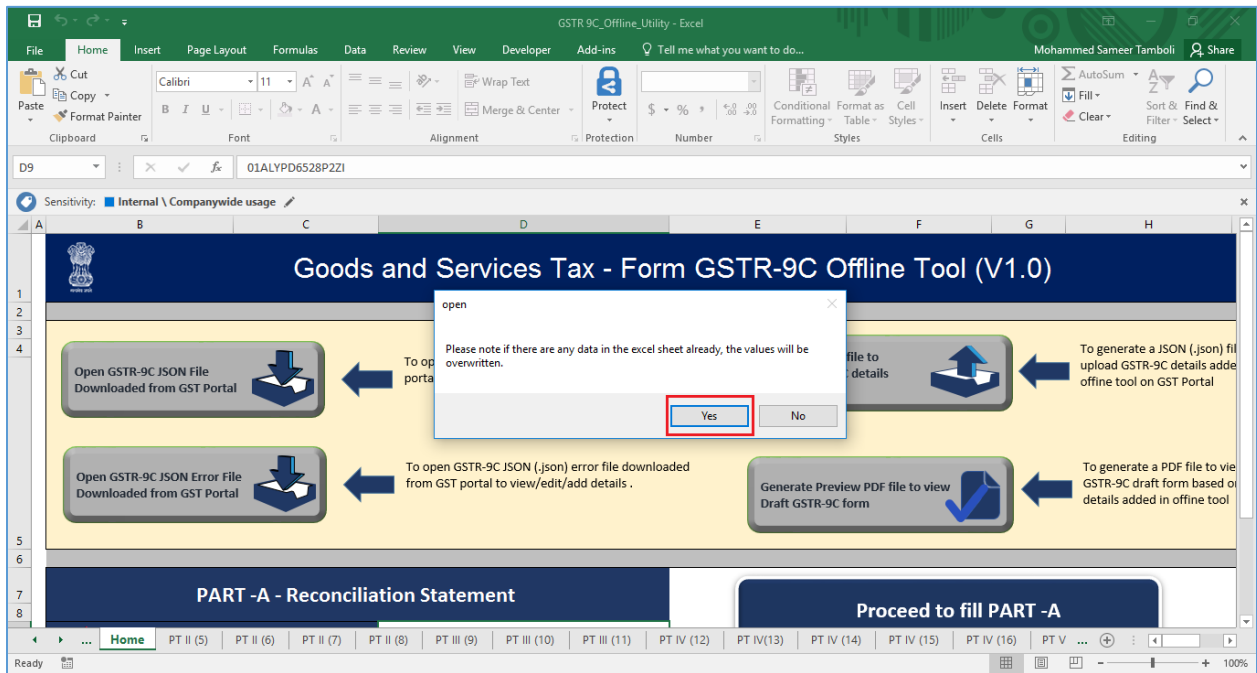 GSTR 9C_Offline_Utility - Excel
File Home Insert Page Layout Formulas Data Review View Developer Add-ins Tell me what you want to do... Mohammed Sameer Tamboli Share
Cut
Copy
Format Painter
Paste
Clipboard
Calibri 11
B I U
Font
Wrap Text
Merge & Center
Alignment
Protect
Protection
$ % ,
Number
Conditional Formatting
Format as Table
Cell Styles
Styles
Insert Delete Format
Cells
AutoSum
Fill
Clear
Sort & Filter
Find & Select
Editing
D9 fx 01ALYPD6528P2ZI
Sensitivity: Internal \ Companywide usage
A B C D E F G H
1
2
3
4
5
6
7
8
Goods and Services Tax - Form GSTR-9C Offline Tool (V1.0)
open
Please note if there are any data in the excel sheet already, the values will be
overwritten.
Yes No
Open GSTR-9C JSON File
Downloaded from GST Portal
To op
porta
file to
details
To generate a JSON (.json) fil
upload GSTR-9C details adde
offine tool on GST Portal
Open GSTR-9C JSON Error File
Downloaded from GST Portal
To open GSTR-9C JSON (.json) error file downloaded
from GST portal to view/edit/add details .
Generate Preview PDF file to view
Draft GSTR-9C form
To generate a PDF file to vie
GSTR-9C draft form based o
details added in offine tool
PART -A - Reconciliation Statement
Proceed to fill PART -A
... Home PT II (5) PT II (6) PT II (7) PT II (8) PT III (9) PT III (10) PT III (11) PT IV (12) PT IV(13) PT IV (14) PT IV (15) PT IV (16) PT V ...
Ready 100%